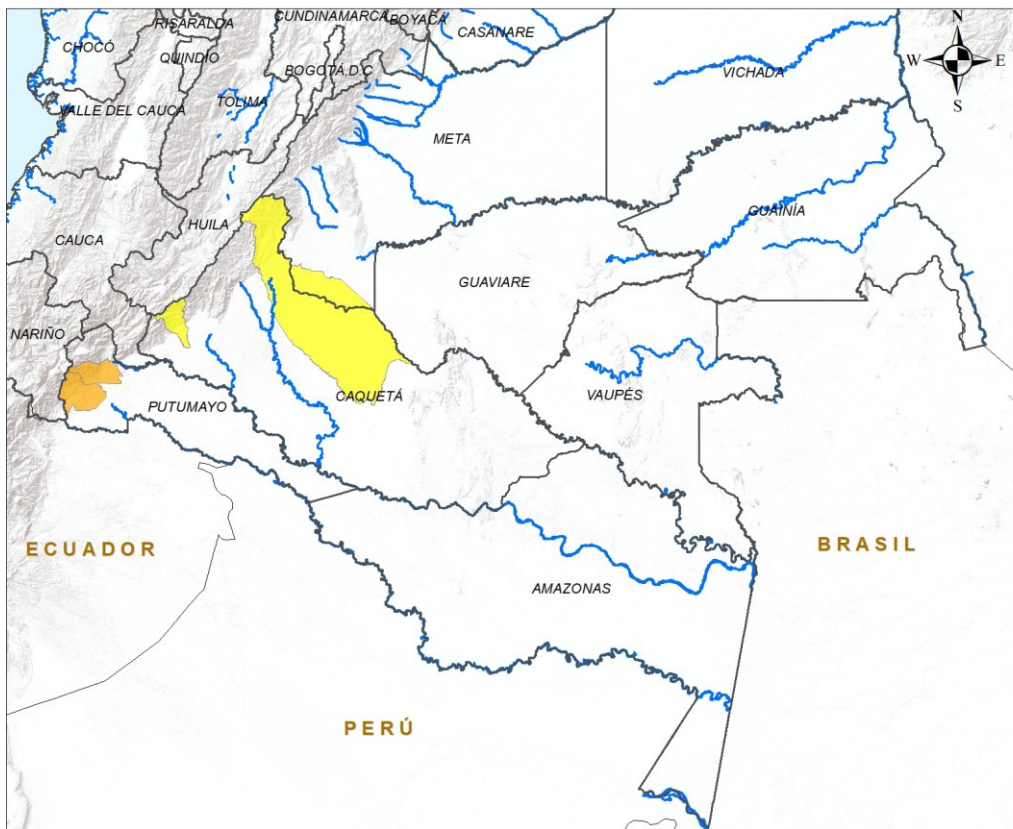 RISARALDA
CUNDINAMARCA
BOYACÁ
CASANARE
CHOCÓ
QUINDÍO
BOGOTÁ,D.C
TOLIMA
VALLE DEL CAUCA
VICHADA
N
W
E
S
META
GUAINÍA
HUILA
CAUCA
GUAVIARE
NARIÑO
CAQUETÁ
VAUPÉS
PUTUMAYO
ECUADOR
BRASIL
AMAZONAS
PERÚ